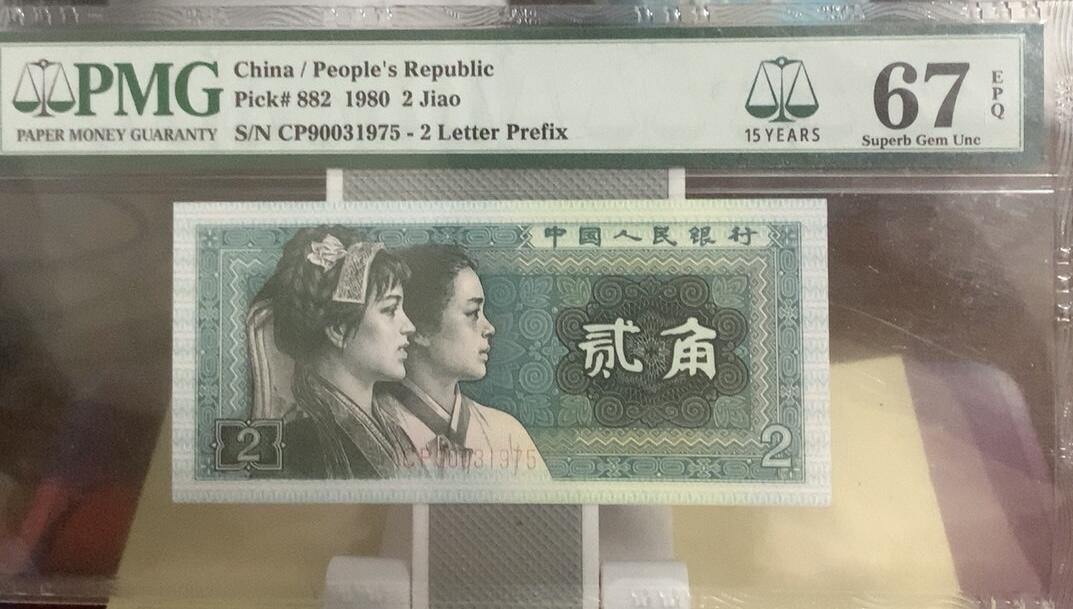 PMG
PAPER MONEY GUARANTY
China / People's Republic
Pick# 882 1980 2 Jiao
S/N CP90031975 - 2 Letter Prefix
15 YEARS
67
EPQ
Superb Gem Unc
中国人民银行
贰角
2
CP90031975
2